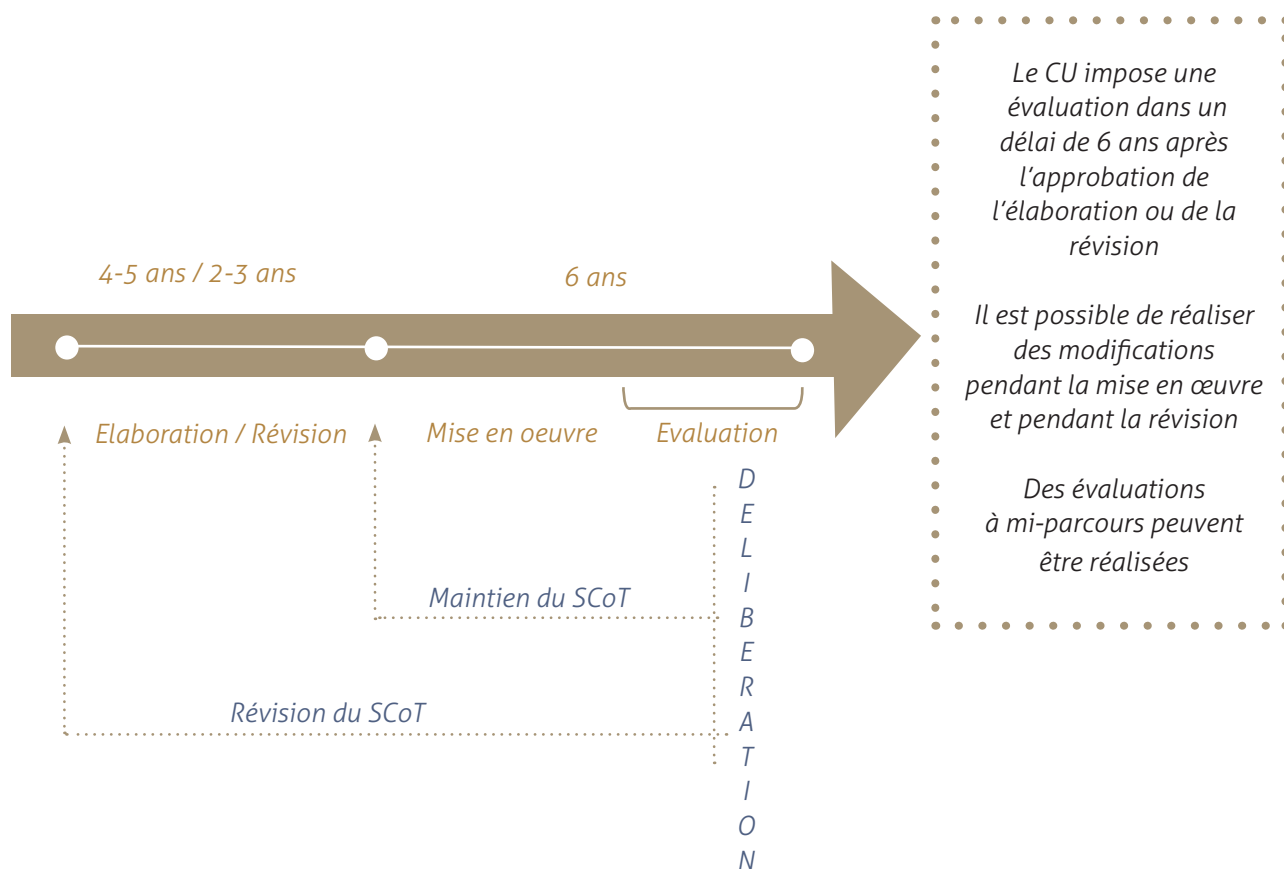 4-5 ans / 2-3 ans
6 ans
Elaboration / Révision
Mise en oeuvre
Evaluation
D
E
L
I
B
E
R
A
T
I
O
N
Maintien du SCoT
Révision du SCoT
Le CU impose une
évaluation dans un
délai de 6 ans après
l'approbation de
l'élaboration ou de la
révision
Il est possible de réaliser
des modifications
pendant la mise en œuvre
et pendant la révision
Des évaluations
à mi-parcours peuvent
être réalisées